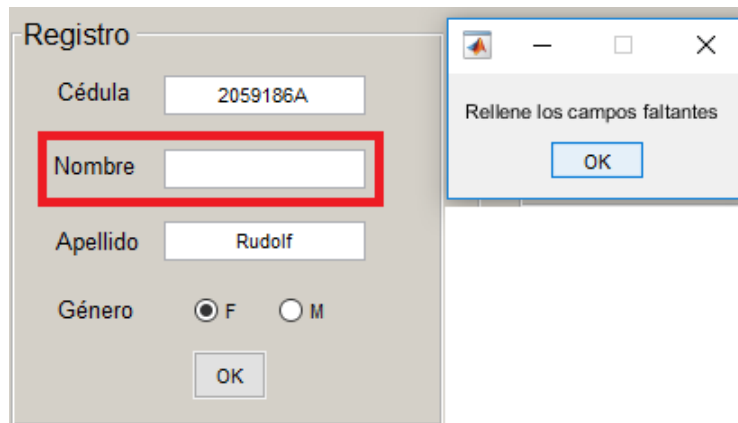 Registro
Cédula 2059186A
Nombre
Apellido Rudolf
Género F M
OK
Rellene los campos faltantes
OK